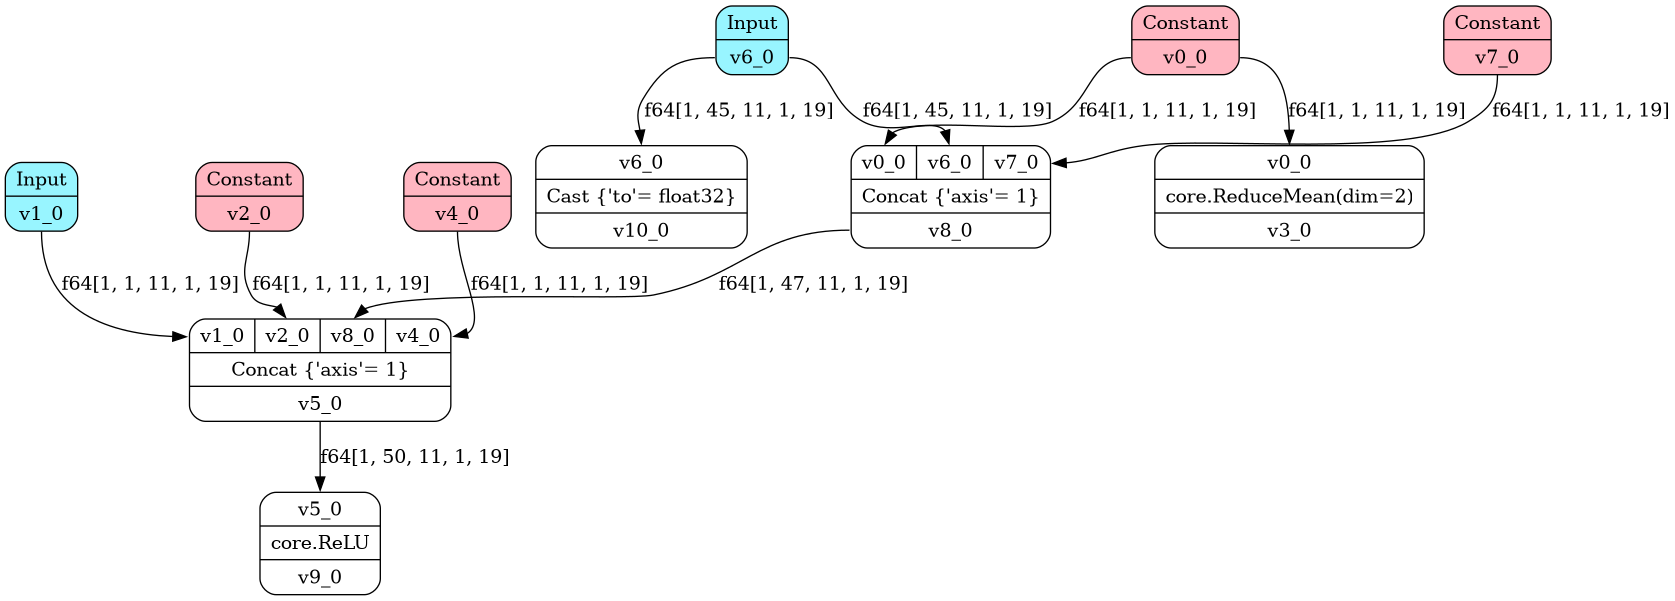 Input
v6_0
Constant
v0_0
Constant
v7_0
f64[1, 45, 11, 1, 19]
f64[1, 45, 11, 1, 19]
f64[1, 1, 11, 1, 19]
f64[1, 1, 11, 1, 19]
f64[1, 1, 11, 1, 19]
v6_0
Cast {'to'= float32}
v10_0
v0_0 v6_0 v7_0
Concat {'axis'= 1}
v8_0
v0_0
core.ReduceMean(dim=2)
v3_0
Input
v1_0
Constant
v2_0
Constant
v4_0
f64[1, 1, 11, 1, 19]
f64[1, 1, 11, 1, 19]
f64[1, 1, 11, 1, 19]
f64[1, 47, 11, 1, 19]
v1_0 v2_0 v8_0 v4_0
Concat {'axis'= 1}
v5_0
f64[1, 50, 11, 1, 19]
v5_0
core.ReLU
v9_0